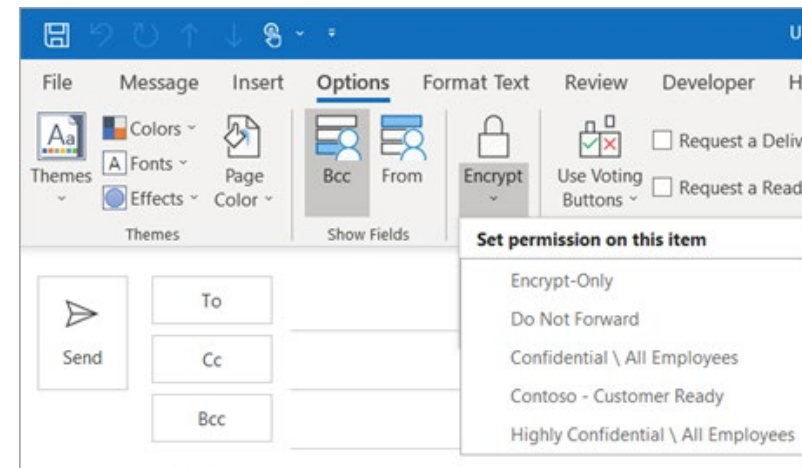 U
File Message Insert Options Format Text Review Developer H
Aa
Themes
Colors
A Fonts
Effects
Page
Color
Themes
Bcc
From
Show Fields
Encrypt
Use Voting
Buttons
Request a Deliv
Request a Read
Set permission on this item
Encrypt-Only
Do Not Forward
Confidential \ All Employees
Contoso - Customer Ready
Highly Confidential \ All Employees
Send
To
Cc
Bcc